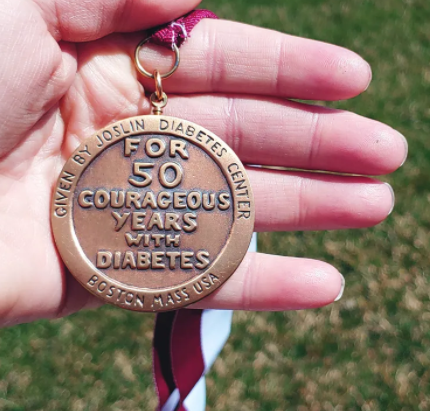 GIVEN BY JOSLIN DIABETES CENTER
FOR
50
COURAGEOUS
YEARS
WITH
DIABETES
BOSTON MASS USA